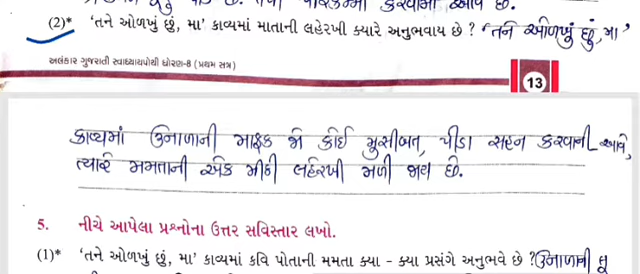 (2)* 'તને ઓળખું છું, મા' કાવ્યમાં માતાની લહેરખી ક્યારે અનુભવાય છે ? 'તને ઓળખું છું, મા'
અલંકાર ગુજરાતી સ્વાધ્યાયપોથી ધોરણ-8 (પ્રથમ સત્ર)
13
કાવ્યમાં ઉનાળાની માફક જો કોઈ મુસીબત, પીડા સહન કરવાની આવે,
ત્યારે મમતાની એક મીઠી લહેરખી મળી જાય છે.
5. નીચે આપેલા પ્રશ્નોના ઉત્તર સવિસ્તાર લખો.
(1)* 'તને ઓળખું છું, મા' કાવ્યમાં કવિ પોતાની મમતા ક્યા - ક્યા પ્રસંગે અનુભવે છે ? ઉનાળાની